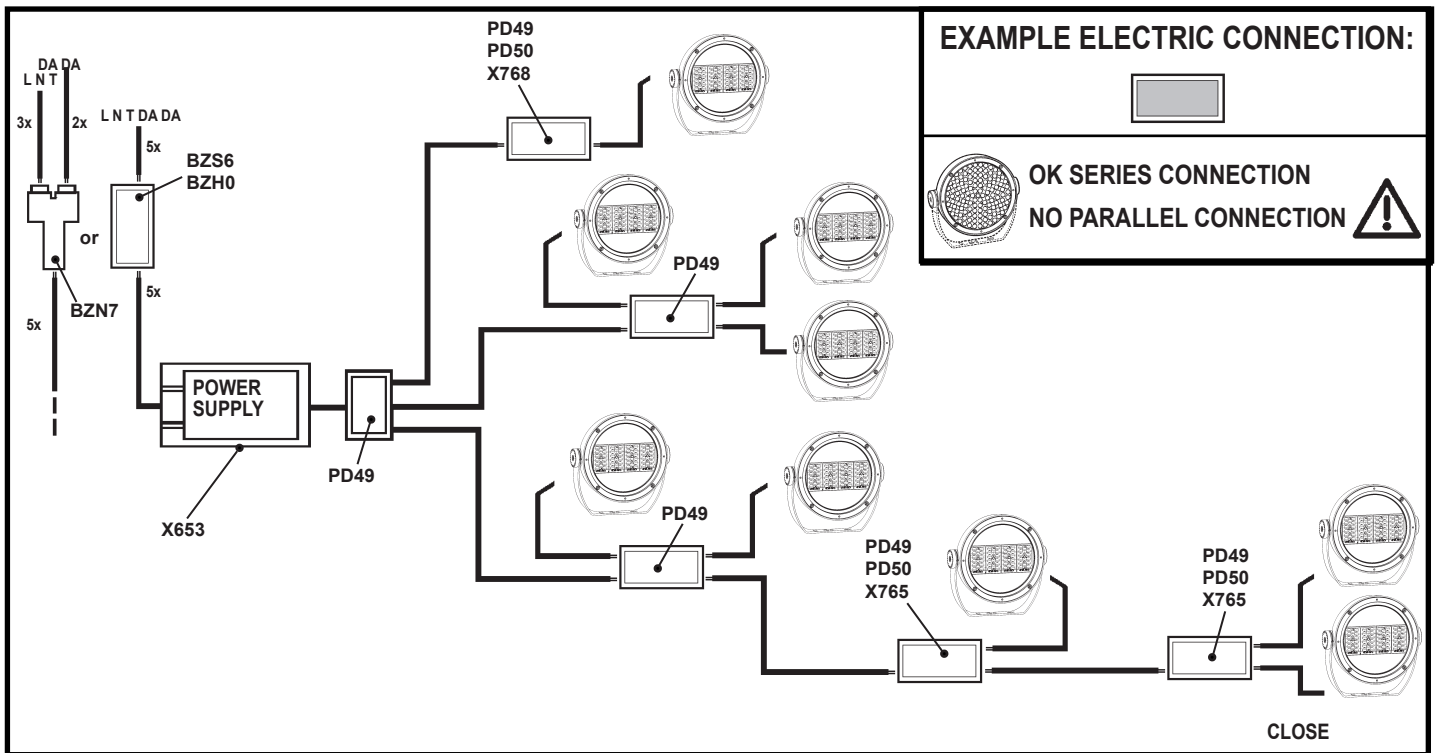 DA DA
L N T
3x
2x
L N T DA DA
5x
BZS6
BZH0
or
BZN7
5x
5x
POWER
SUPPLY
X653
PD49
PD49
PD50
X768
PD49
PD49
PD49
PD50
X765
PD49
PD50
X765
CLOSE
EXAMPLE ELECTRIC CONNECTION:
OK SERIES CONNECTION
NO PARALLEL CONNECTION